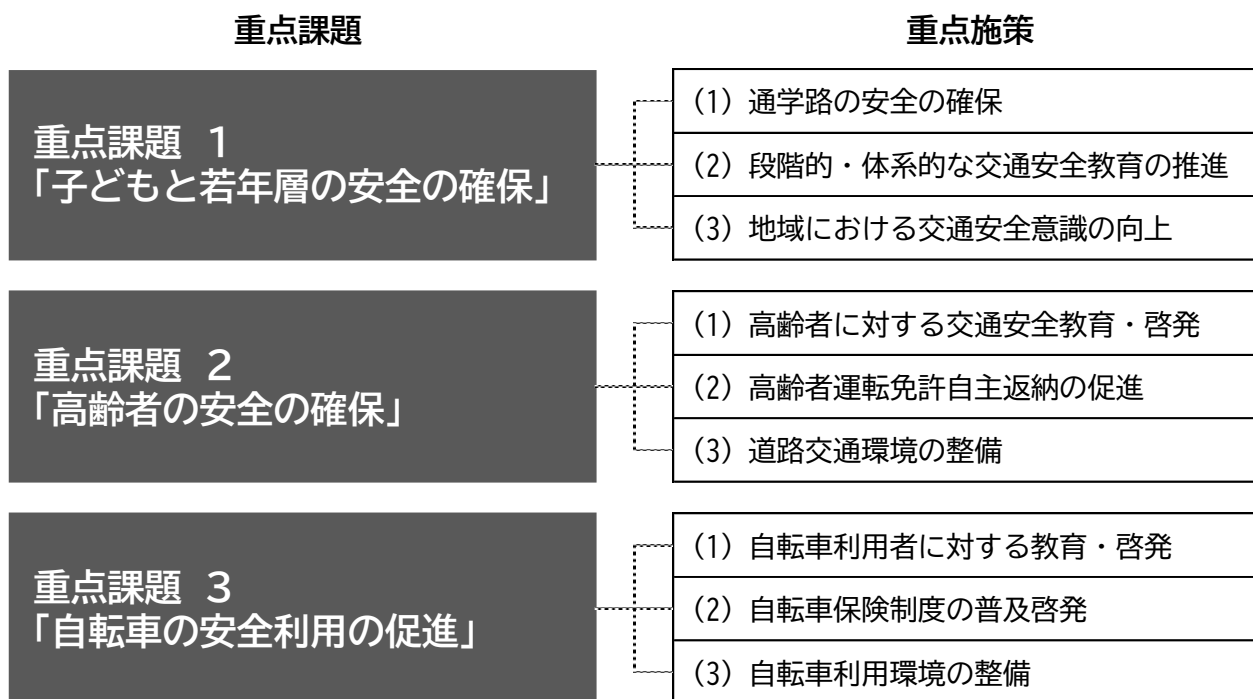 重点課題
重点施策
重点課題 1
「子どもと若年層の安全の確保」
(1) 通学路の安全の確保
(2) 段階的・体系的な交通安全教育の推進
(3) 地域における交通安全意識の向上
重点課題 2
「高齢者の安全の確保」
(1) 高齢者に対する交通安全教育・啓発
(2) 高齢者運転免許自主返納の促進
(3) 道路交通環境の整備
重点課題 3
「自転車の安全利用の促進」
(1) 自転車利用者に対する教育・啓発
(2) 自転車保険制度の普及啓発
(3) 自転車利用環境の整備